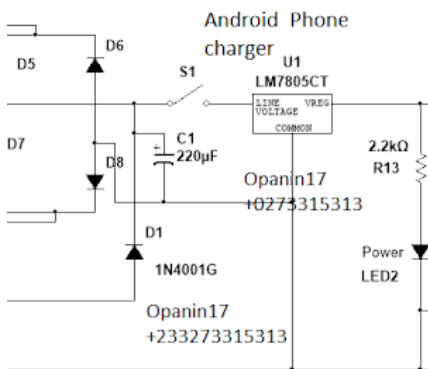 Android Phone
charger
D6
D5
S1
U1
LM7805CT
LINE
VOLTAGE
VREG
COMMON
D7
C1
220µF
2.2kΩ
R13
D8
Opanin17
+0273315313
D1
1N4001G
Power
LED2
Opanin17
+233273315313